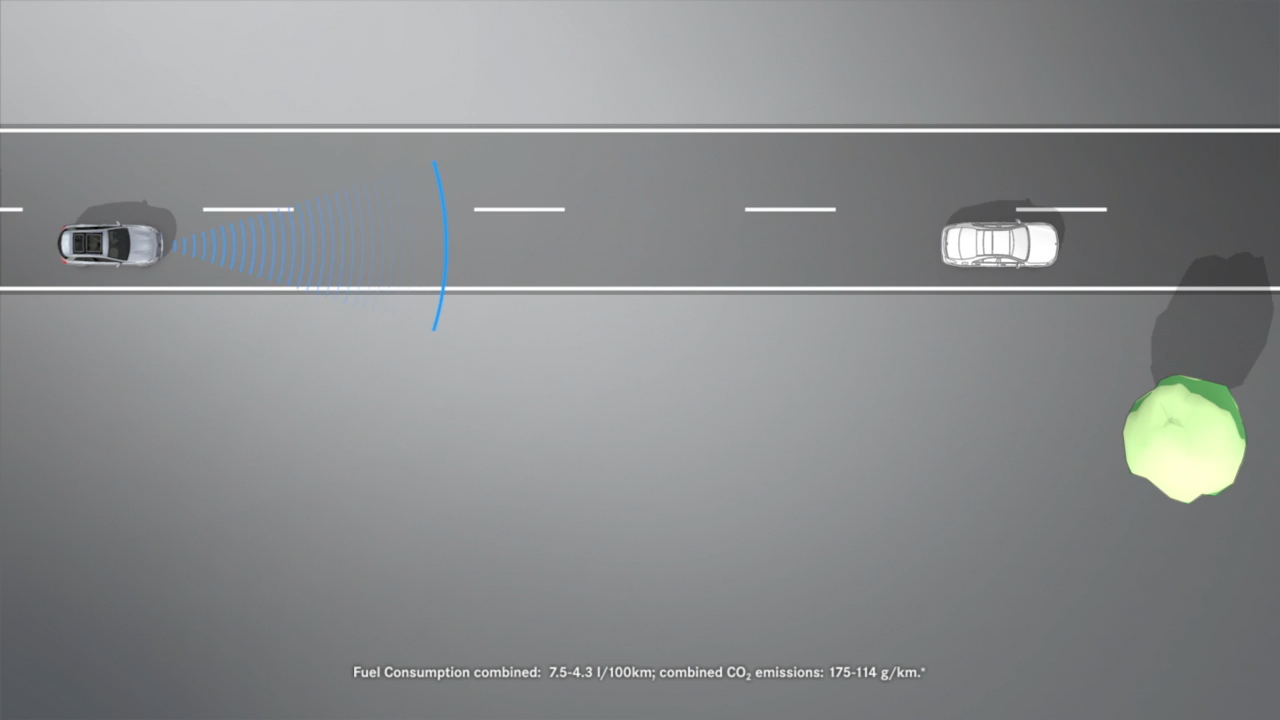 Fuel Consumption combined: 7.5-4.3 l/100km; combined CO₂ emissions: 175-114 g/km.*